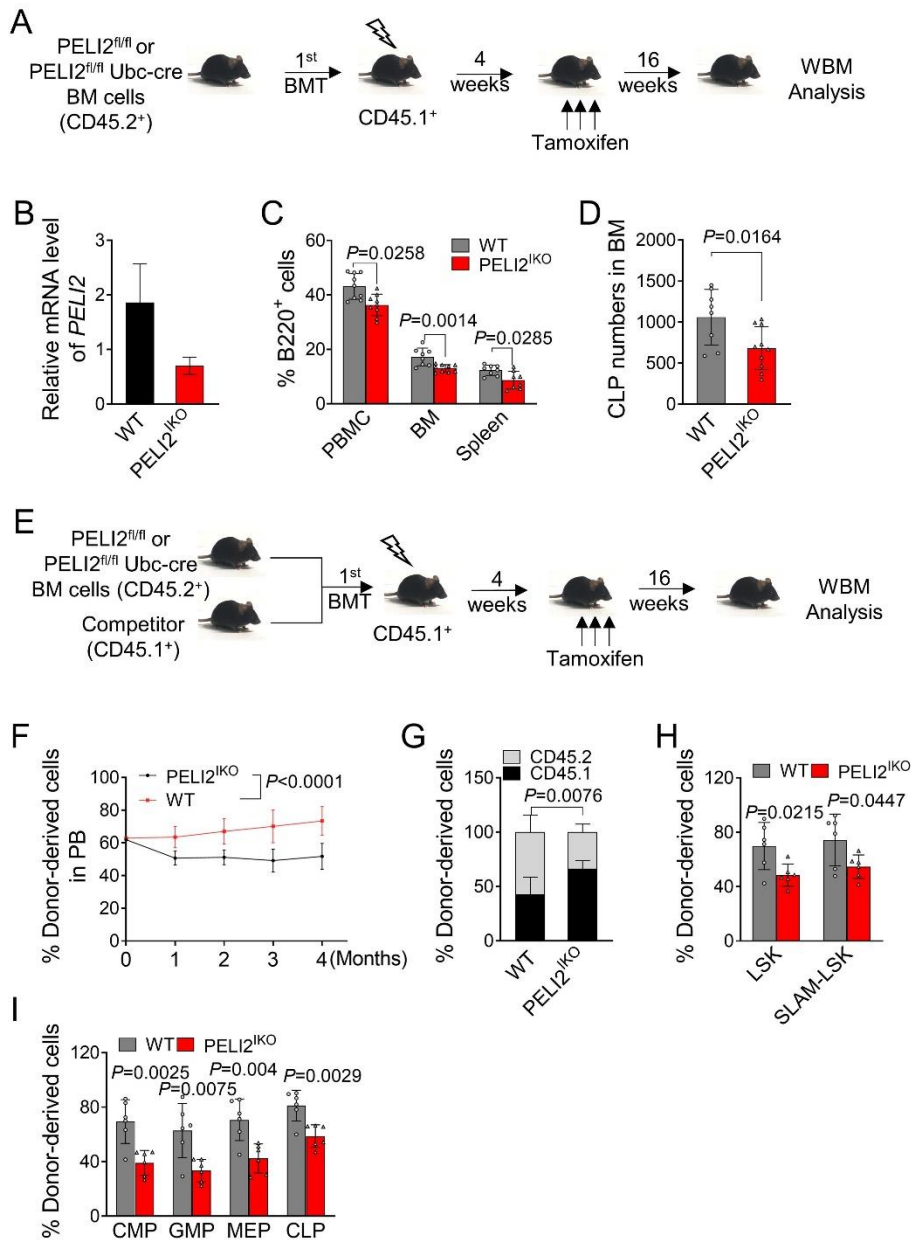 A
PELI2fl/fl or
PELI2fl/fl Ubc-cre
BM cells
(CD45.2+)
1st
BMT
CD45.1+
4
weeks
Tamoxifen
16
weeks
WBM
Analysis
B
Relative mRNA level
of PELI2
3
2
1
0
WT
PELI2IKO
C
% B220+ cells
60
40
20
0
WT
PELI2IKO
P=0.0258
P=0.0014
P=0.0285
PBMC
BM
Spleen
D
CLP numbers in BM
2000
1500
1000
500
0
P=0.0164
WT
PELI2IKO
E
PELI2fl/fl or
PELI2fl/fl Ubc-cre
BM cells (CD45.2+)
Competitor
(CD45.1+)
1st
BMT
CD45.1+
4
weeks
Tamoxifen
16
weeks
WBM
Analysis
F
% Donor-derived cells
in PB
100
80
60
40
20
0
PELI2IKO
WT
P<0.0001
0 1 2 3 4 (Months)
G
% Donor-derived cells
CD45.2
CD45.1
150
100
50
0
P=0.0076
WT
PELI2IKO
H
% Donor-derived cells
WT PELI2IKO
120
80
40
0
P=0.0215
P=0.0447
LSK
SLAM-LSK
I
% Donor-derived cells
WT PELI2IKO
120
80
40
0
P=0.0025
P=0.0075
P=0.004
P=0.0029
CMP GMP MEP CLP